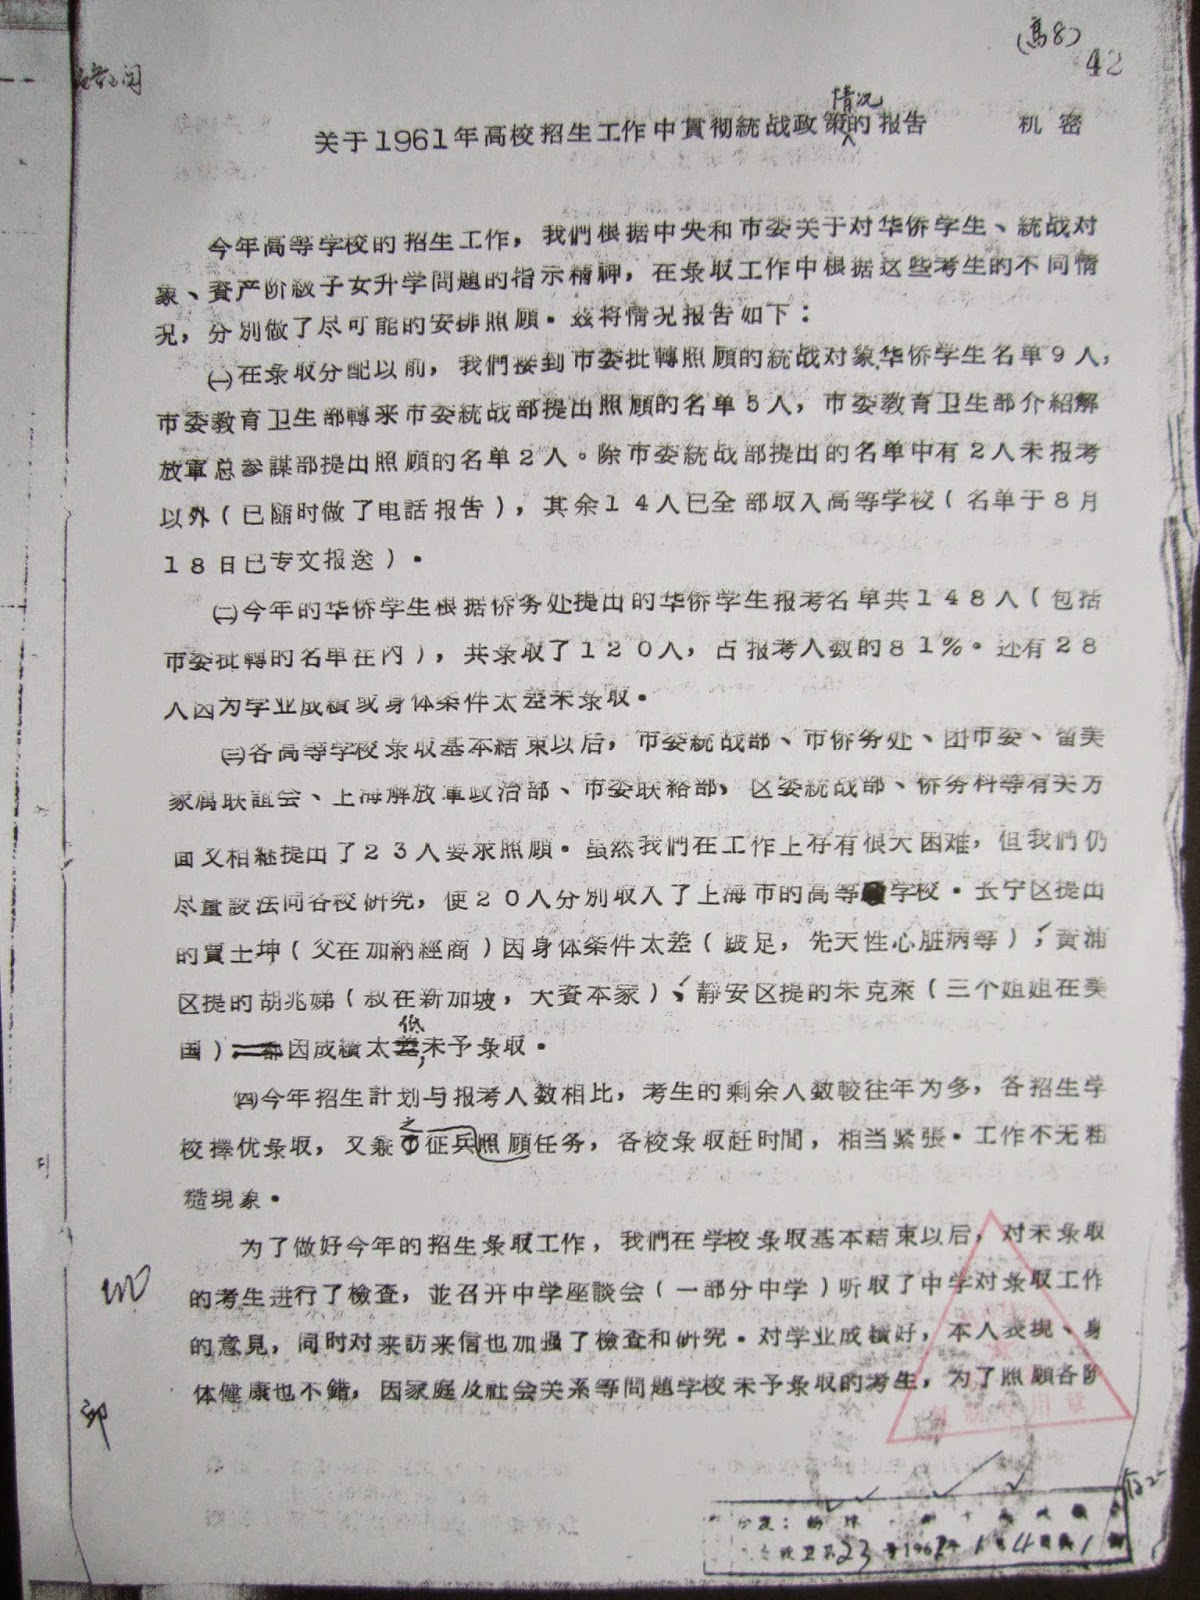 (高8)
42
情况
关于1961年高校招生工作中貫彻統战政策的报告 机密
今年高等学校的招生工作，我們根据中央和市委关于对华侨学生、統战对
象、資产阶級子女升学問題的指示精神，在彔取工作中根据这些考生的不同情
况，分別做了尽可能的安排照顧。茲将情况报告如下：
㈠在彔取分配以前，我們接到市委批轉照顧的統战对象华侨学生名单9人，
市委教育卫生部轉来市委統战部提出照顧的名单5人，市委教育卫生部介紹解
放軍总参謀部提出照顧的名单2人。除市委統战部提出的名单中有2人未报考
以外（已随时做了电話报告），其余14人已全部取入高等学校（名单于8月
18日已专文报送）。
㈡今年的华侨学生根据侨务处提出的华侨学生报考名单共148人（包括
市委批轉的名单在内），共彔取了120人，占报考人数的81%。还有28
人因为学业成績或身体条件太差未彔取。
㈢各高等学校彔取基本結束以后，市委統战部、市侨务处、团市委、留美
家属联誼会、上海解放軍政治部、市委联絡部，区委統战部、侨务科等有关方
面又相継提出了23人要求照顧。虽然我們在工作上存有很大困难，但我們仍
尽量設法同各校研究，使20人分別取入了上海市的高等学校。长宁区提出
的賈士坤（父在加納經商）因身体条件太差（跛足，先天性心脏病等），黄浦
区提的胡兆娣（叔在新加坡，大資本家）、静安区提的朱克萊（三个姐姐在美
低
国），都因成績太差，未予彔取。
㈣今年招生計划与报考人数相比，考生的剩余人数較往年为多，各招生学
之
校择优彔取，又乘征兵照顧任务，各校彔取赶时間，相当紧張。工作不无粗
糙現象。
为了做好今年的招生彔取工作，我們在学校彔取基本結束以后，对未彔取
的考生进行了檢查，並召开中学座談会（一部分中学）听取了中学对彔取工作
的意見，同时对来訪来信也加强了檢查和研究。对学业成績好，本人表現、身
体健康也不錯，因家庭及社会关系等問題学校未予彔取的考生，为了照顧各阶